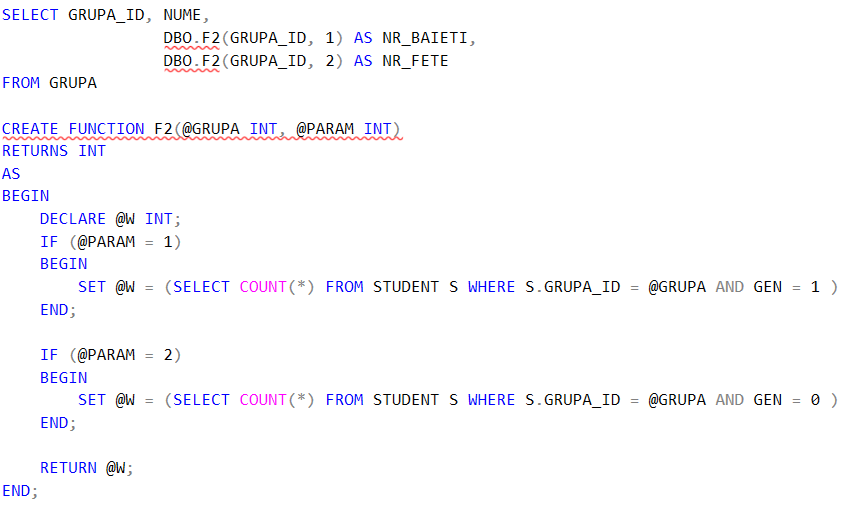 SELECT GRUPA_ID, NUME,
DBO.F2(GRUPA_ID, 1) AS NR_BAIETI,
DBO.F2(GRUPA_ID, 2) AS NR_FETE
FROM GRUPA
CREATE FUNCTION F2(@GRUPA INT, @PARAM INT)
RETURNS INT
AS
BEGIN
DECLARE @W INT;
IF (@PARAM = 1)
BEGIN
SET @W = (SELECT COUNT(*) FROM STUDENT S WHERE S.GRUPA_ID = @GRUPA AND GEN = 1 )
END;
IF (@PARAM = 2)
BEGIN
SET @W = (SELECT COUNT(*) FROM STUDENT S WHERE S.GRUPA_ID = @GRUPA AND GEN = 0 )
END;
RETURN @W;
END;